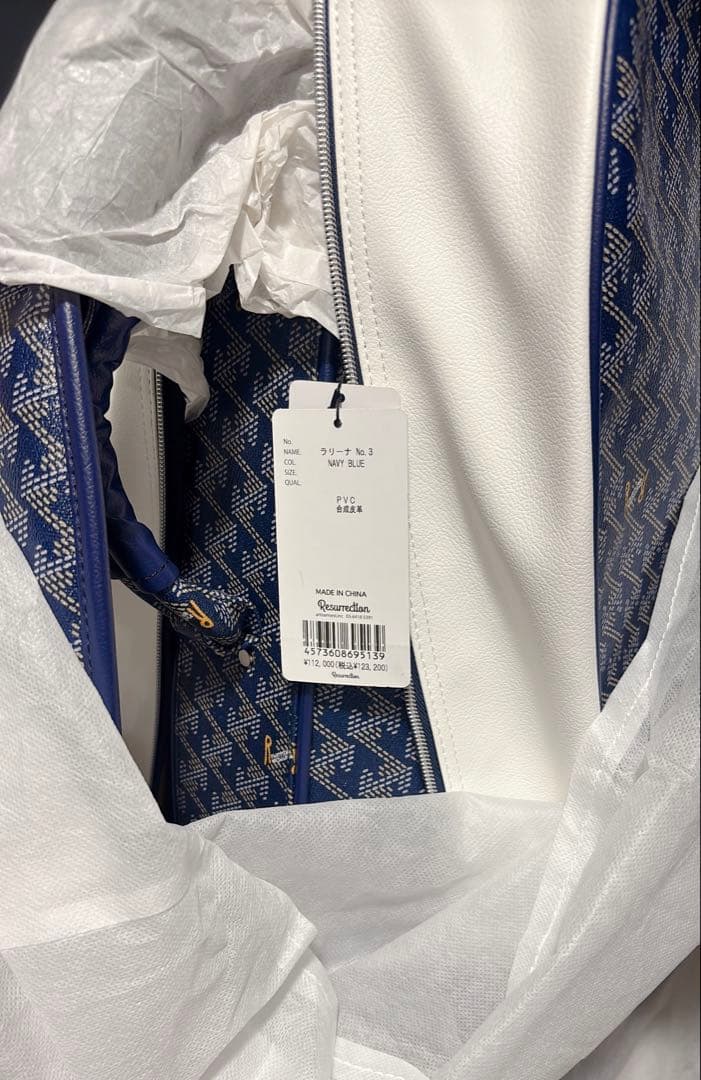 No.
NAME. ラリーナ No.3
COL. NAVY BLUE
SIZE.
QUAL.
PVC
合成皮革
MADE IN CHINA
Resurrection
4573608695139
¥112,000(税込¥123,200)
Resurrection